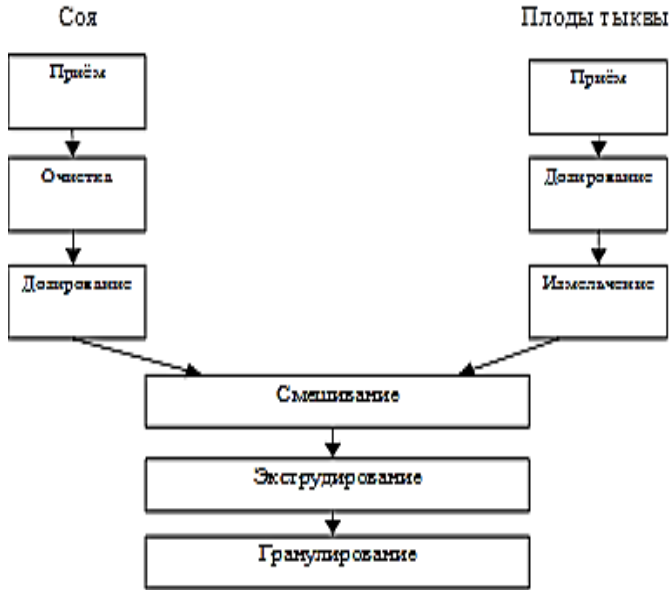 Соя
Плоды тыквы
Приём
Приём
Очистка
Дозирование
Дозирование
Измельчение
Смешивание
Экструдирование
Гранулирование